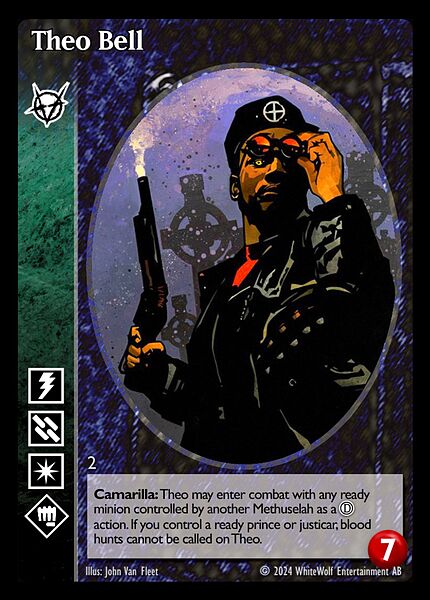 Theo Bell
2
Camarilla: Theo may enter combat with any ready
minion controlled by another Methuselah as a Ⓓ
action. If you control a ready prince or justicar, blood
hunts cannot be called on Theo.
7
Illus: John Van Fleet © 2024 WhiteWolf Entertainment AB